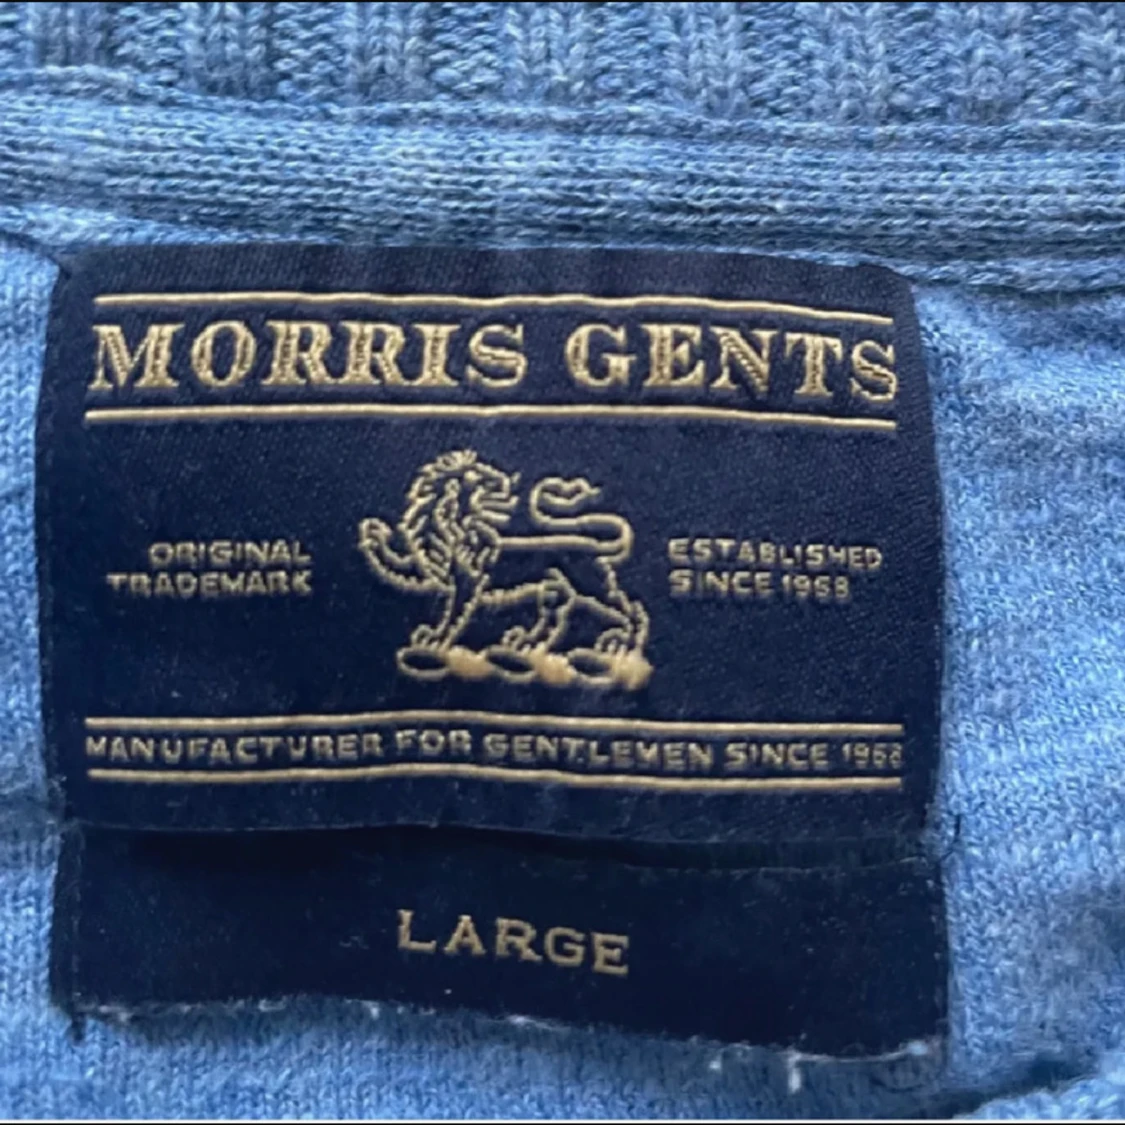 MORRIS GENTS
ORIGINAL
TRADEMARK
ESTABLISHED
SINCE 1968
MANUFACTURER FOR GENTLEMEN SINCE 1968
LARGE